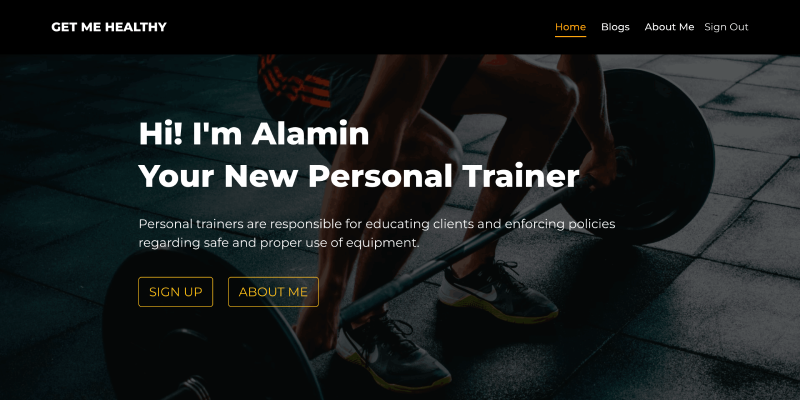 GET ME HEALTHY
Home Blogs About Me Sign Out
Hi! I'm Alamin
Your New Personal Trainer
Personal trainers are responsible for educating clients and enforcing policies
regarding safe and proper use of equipment.
SIGN UP ABOUT ME